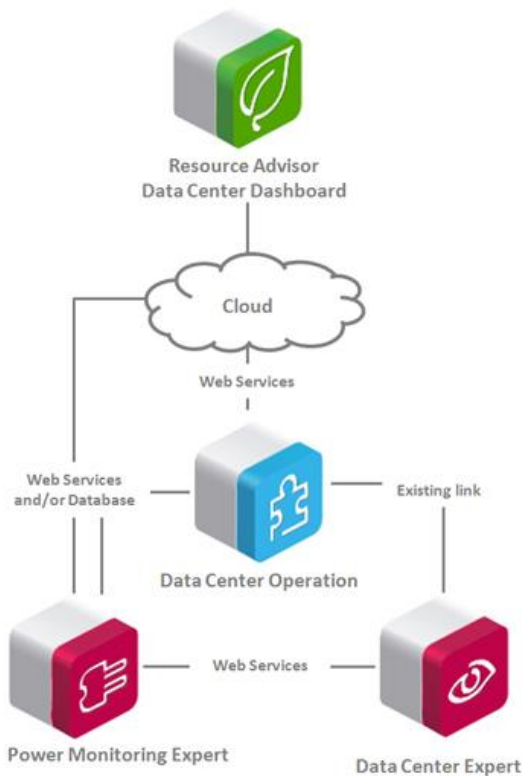 Resource Advisor
Data Center Dashboard
Cloud
Web Services
Web Services
and/or Database
Existing link
Data Center Operation
Web Services
Power Monitoring Expert
Data Center Expert